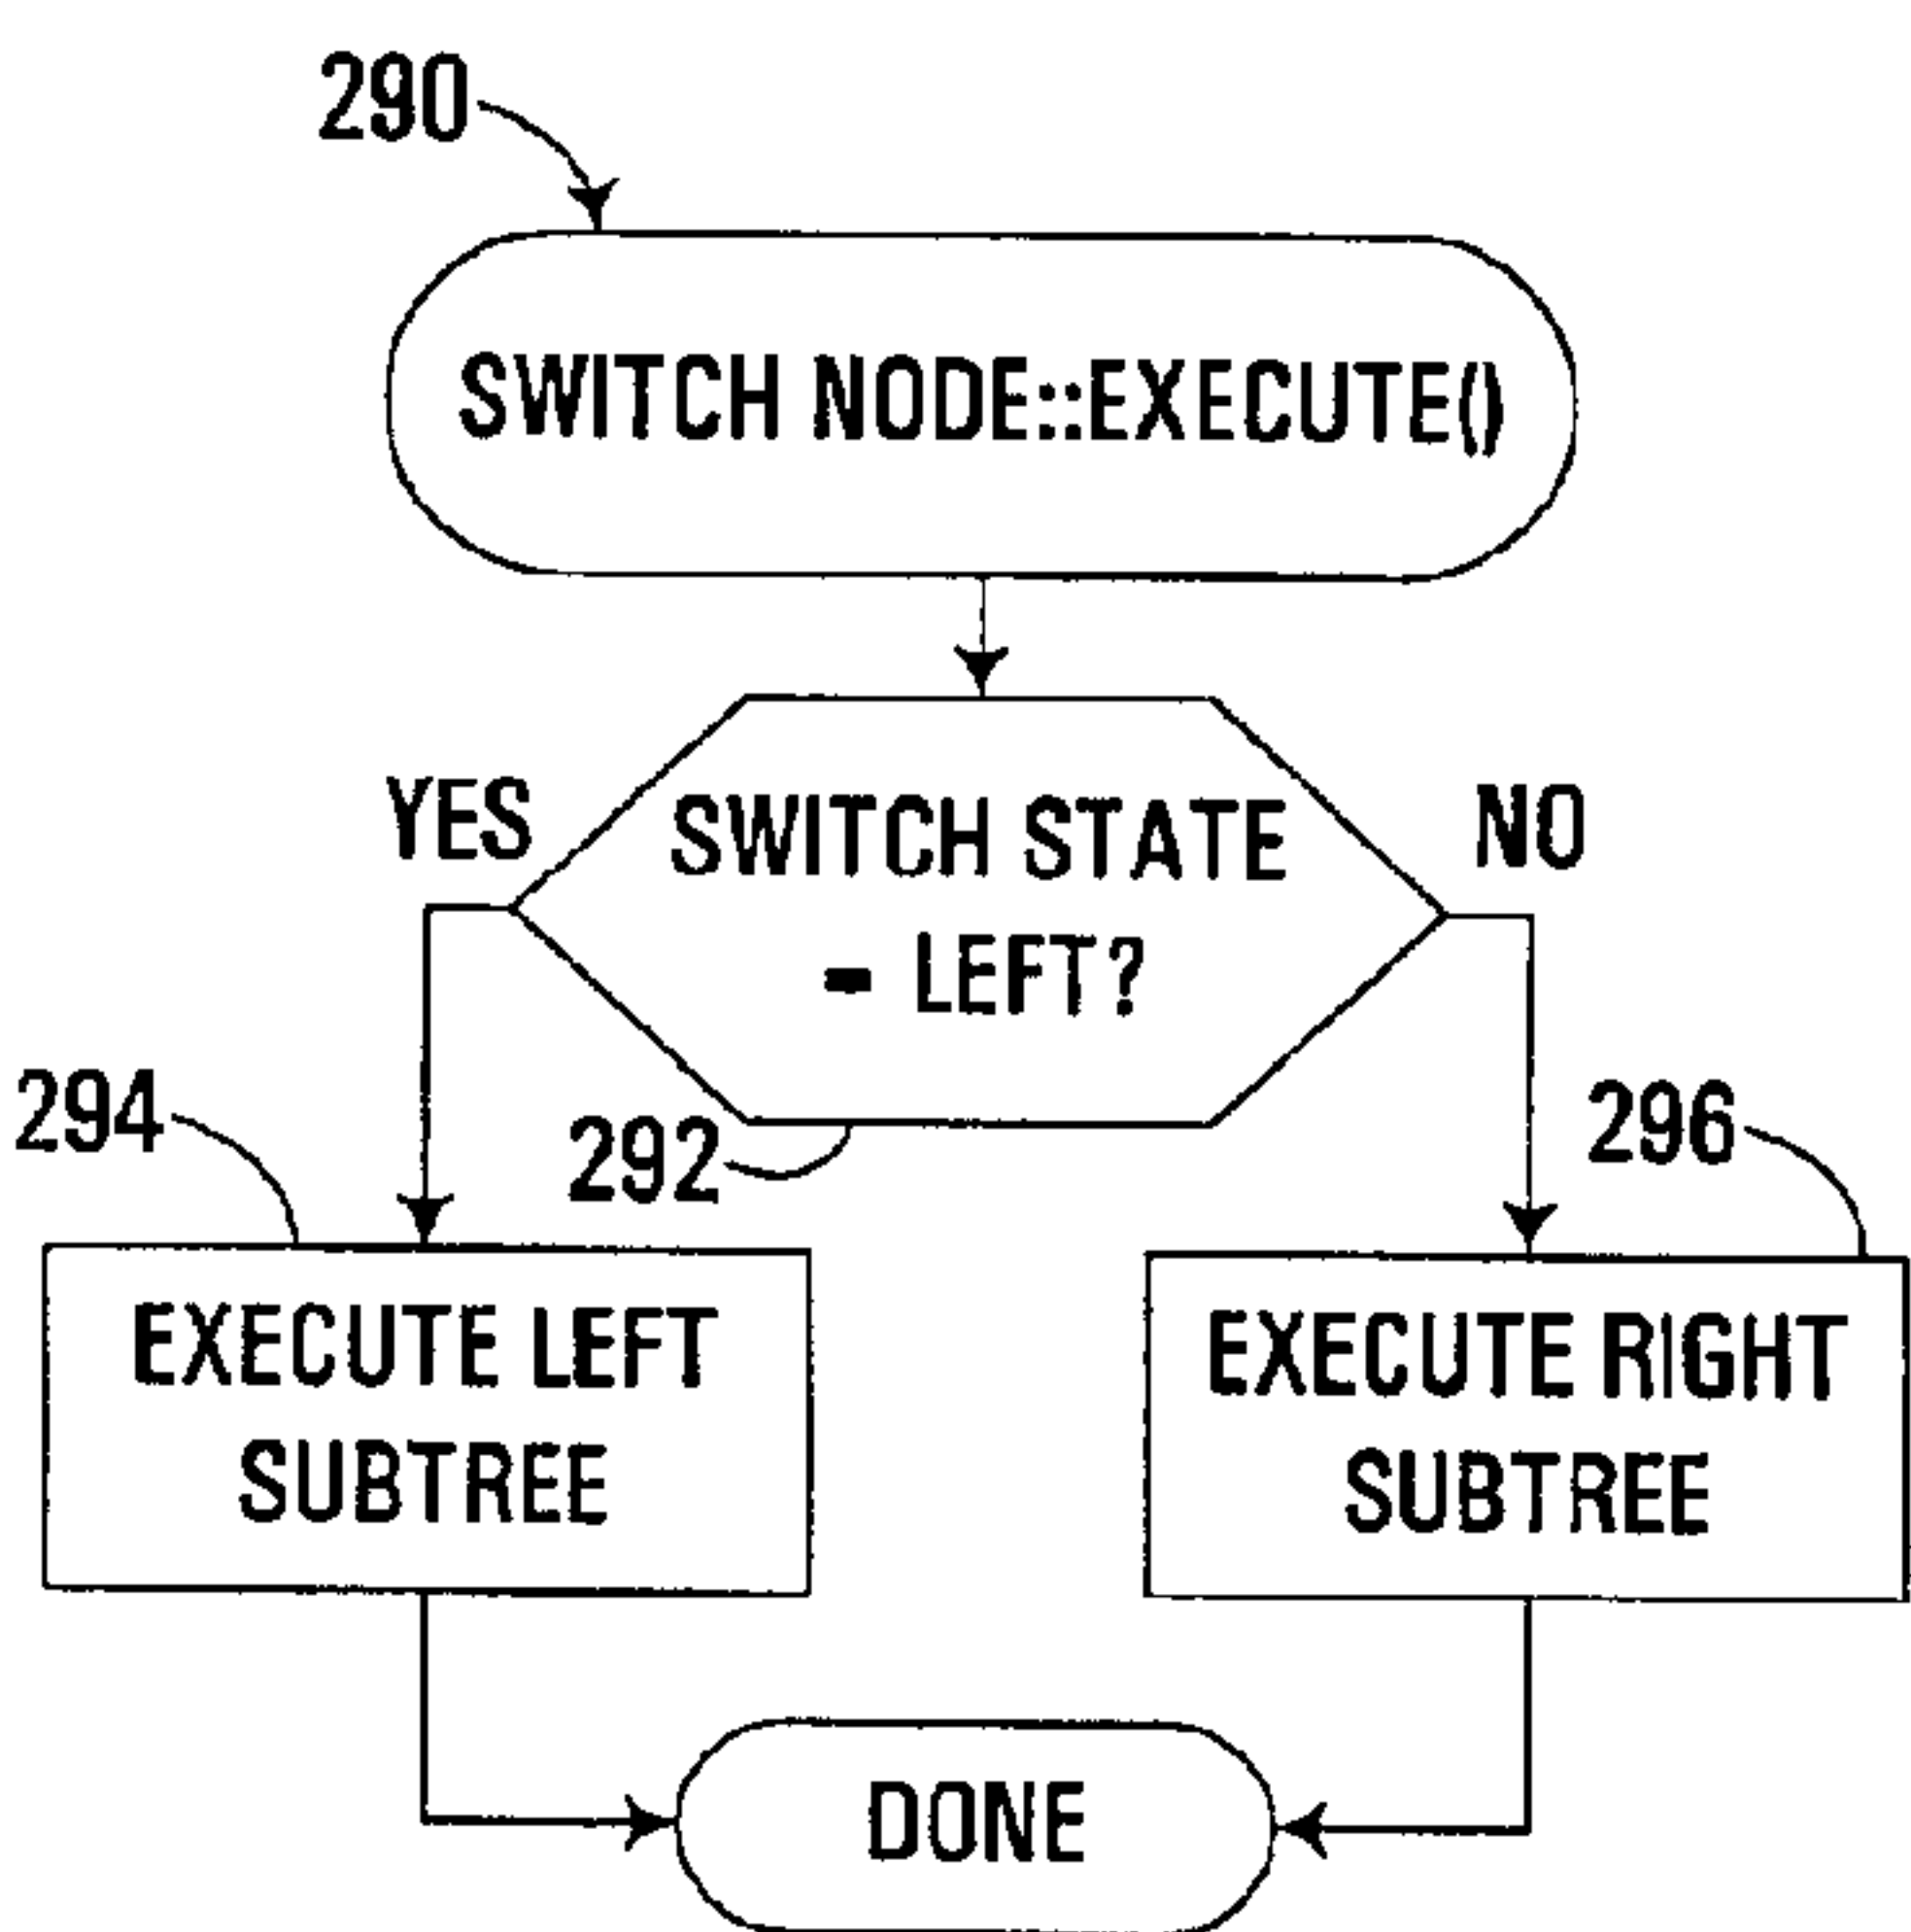 290
SWITCH NODE::EXECUTE()
YES
SWITCH STATE
- LEFT?
NO
294
292
296
EXECUTE LEFT
SUBTREE
EXECUTE RIGHT
SUBTREE
DONE